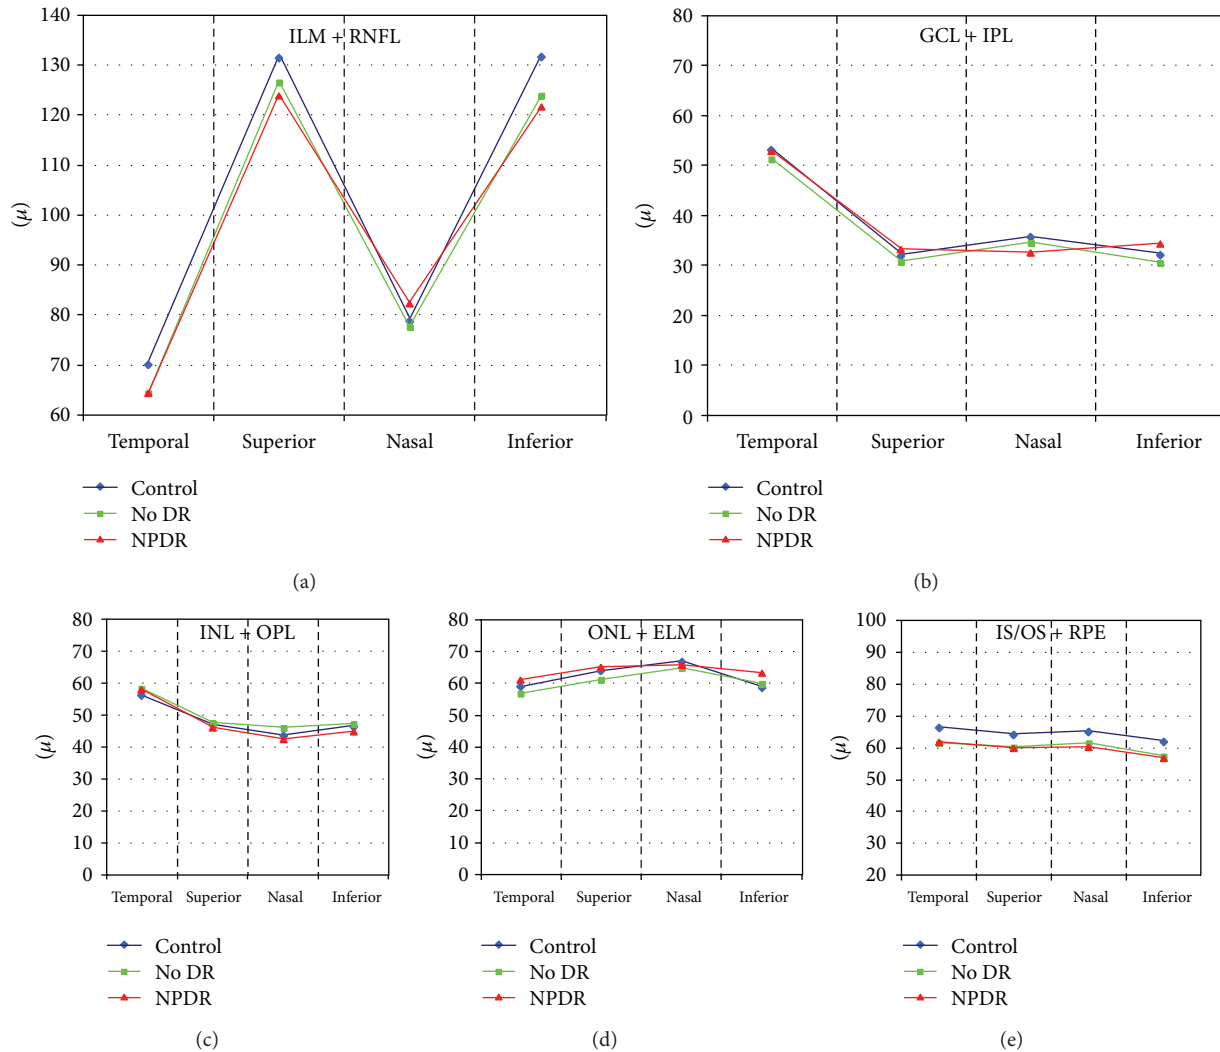 ILM + RNFL
140
130
120
110
100
90
80
70
60
(μ)
Temporal Superior Nasal Inferior
Control
No DR
NPDR
(a)
GCL + IPL
80
70
60
50
40
30
20
10
0
(μ)
Temporal Superior Nasal Inferior
Control
No DR
NPDR
(b)
INL + OPL
80
70
60
50
40
30
20
10
0
(μ)
Temporal Superior Nasal Inferior
Control
No DR
NPDR
(c)
ONL + ELM
80
70
60
50
40
30
20
10
0
(μ)
Temporal Superior Nasal Inferior
Control
No DR
NPDR
(d)
IS/OS + RPE
100
90
80
70
60
50
40
30
20
(μ)
Temporal Superior Nasal Inferior
Control
No DR
NPDR
(e)